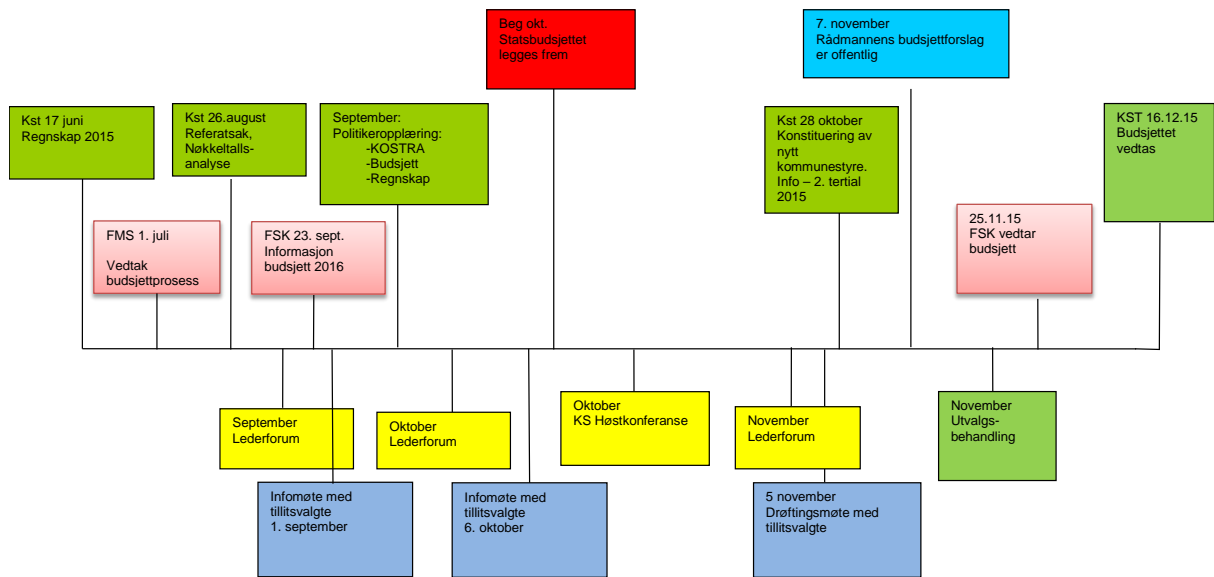 Beg okt.
Statsbudsjettet
legges frem
7. november
Rådmannens budsjettforslag
er offentlig
Kst 17 juni
Regnskap 2015
Kst 26.august
Referatsak,
Nøkkeltalls-
analyse
September:
Politikeropplæring:
-KOSTRA
-Budsjett
-Regnskap
Kst 28 oktober
Konstituering av
nytt
kommunestyre.
Info – 2. tertial
2015
KST 16.12.15
Budsjettet
vedtas
FMS 1. juli
Vedtak
budsjettprosess
FSK 23. sept.
Informasjon
budsjett 2016
25.11.15
FSK vedtar
budsjett
September
Lederforum
Oktober
Lederforum
Oktober
KS Høstkonferanse
November
Lederforum
November
Utvalgs-
behandling
Infomøte med
tillitsvalgte
1. september
Infomøte med
tillitsvalgte
6. oktober
5 november
Drøftingsmøte med
tillitsvalgte